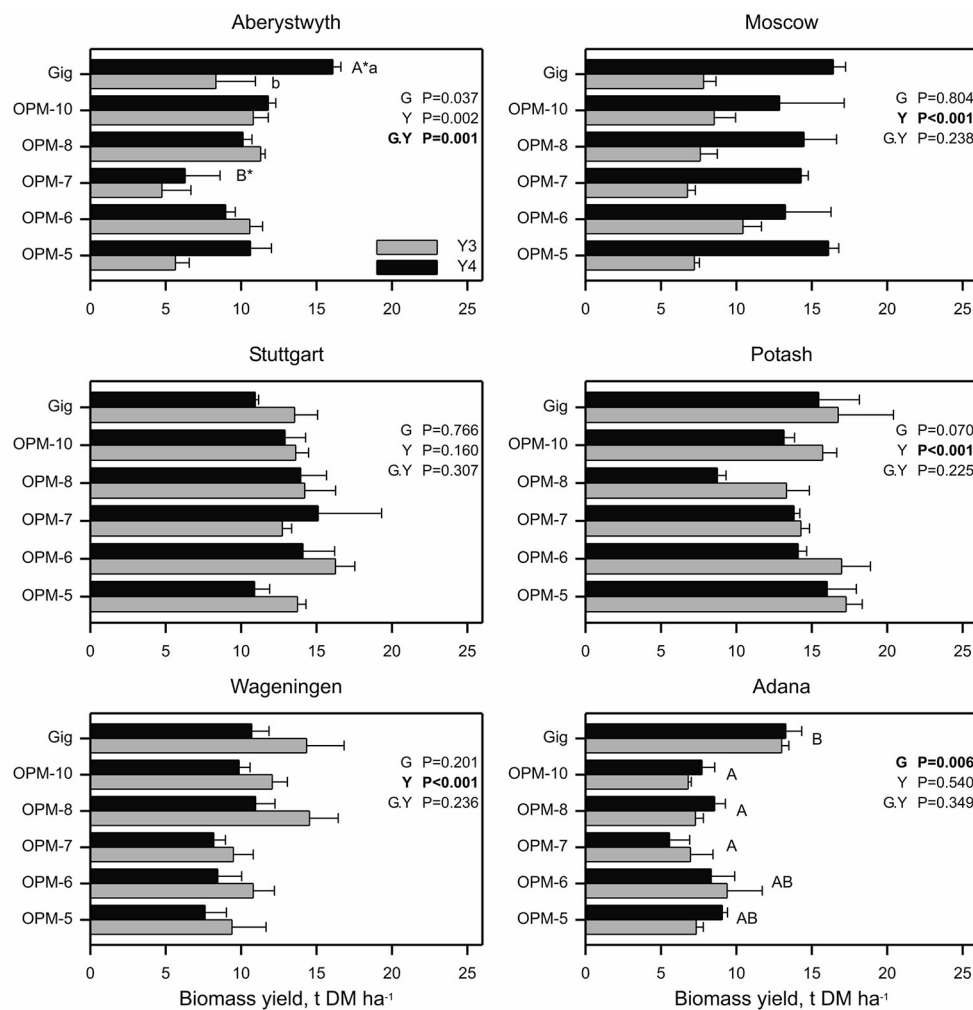 Aberystwyth
Gig
A*a
b
OPM-10
G P=0.037
Y P=0.002
OPM-8
G.Y P=0.001
OPM-7
B*
OPM-6
OPM-5
Y3
Y4
0 5 10 15 20 25
Moscow
Gig
OPM-10
G P=0.804
Y P<0.001
OPM-8
G.Y P=0.238
OPM-7
OPM-6
OPM-5
0 5 10 15 20 25
Stuttgart
Gig
G P=0.766
OPM-10
Y P=0.160
G.Y P=0.307
OPM-8
OPM-7
OPM-6
OPM-5
0 5 10 15 20 25
Potash
Gig
G P=0.070
OPM-10
Y P<0.001
G.Y P=0.225
OPM-8
OPM-7
OPM-6
OPM-5
0 5 10 15 20 25
Wageningen
Gig
G P=0.201
OPM-10
Y P<0.001
G.Y P=0.236
OPM-8
OPM-7
OPM-6
OPM-5
0 5 10 15 20 25
Biomass yield, t DM ha⁻¹
Adana
Gig
B
G P=0.006
OPM-10
A
Y P=0.540
G.Y P=0.349
OPM-8
A
OPM-7
A
OPM-6
AB
OPM-5
AB
0 5 10 15 20 25
Biomass yield, t DM ha⁻¹